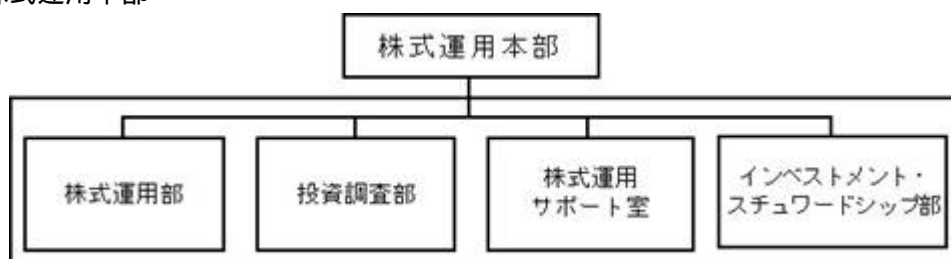 株式運用本部
株式運用部
投資調査部
株式運用
サポート室
インベストメント・
スチュワードシップ部